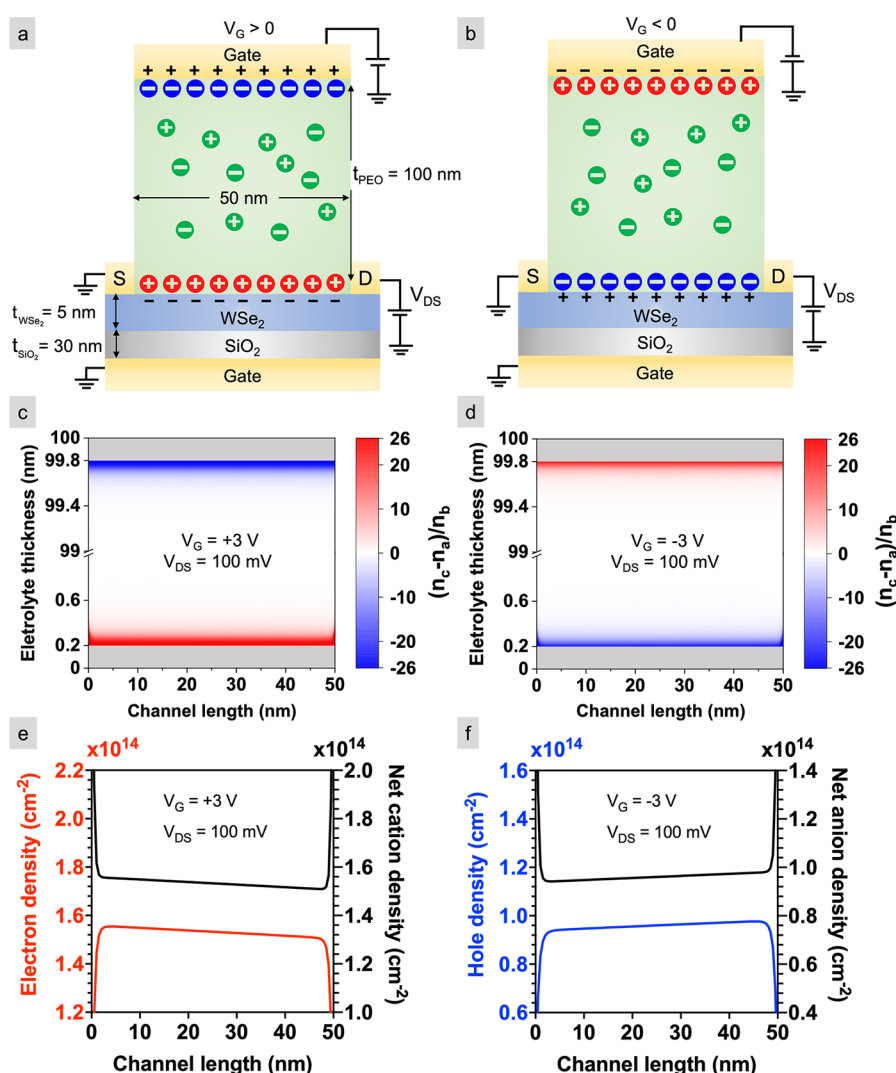 a
V_G > 0
Gate
+ + + + + + + + +
t_PEO = 100 nm
50 nm
S
D
V_DS
t_WSe₂ = 5 nm
WSe₂
t_SiO₂ = 30 nm
SiO₂
Gate
b
V_G < 0
Gate
S
D
V_DS
+ + + + + + + + +
WSe₂
SiO₂
Gate
c
Eletrolyte thickness (nm)
100
99.8
99.4
99
0.6
0.2
0
V_G = +3 V
V_DS = 100 mV
0 10 20 30 40 50
Channel length (nm)
26
20
10
0
-10
-20
-26
(n_c-n_a)/n_b
d
Eletrolyte thickness (nm)
100
99.8
99.4
99
0.6
0.2
0
V_G = -3 V
V_DS = 100 mV
0 10 20 30 40 50
Channel length (nm)
26
20
10
0
-10
-20
-26
(n_c-n_a)/n_b
e
x10¹⁴
x10¹⁴
Electron density (cm⁻²)
2.2
2.0
1.8
1.6
1.4
1.2
V_G = +3 V
V_DS = 100 mV
2.0
1.8
1.6
1.4
1.2
1.0
Net cation density (cm⁻²)
0 10 20 30 40 50
Channel length (nm)
f
x10¹⁴
x10¹⁴
Hole density (cm⁻²)
1.6
1.4
1.2
1.0
0.8
0.6
V_G = -3 V
V_DS = 100 mV
1.4
1.2
1.0
0.8
0.6
0.4
Net anion density (cm⁻²)
0 10 20 30 40 50
Channel length (nm)